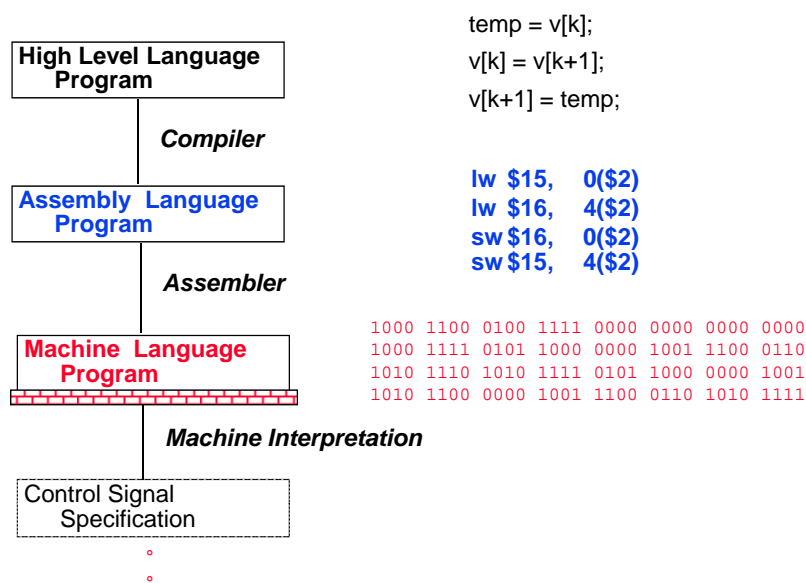 temp = v[k];
v[k] = v[k+1];
v[k+1] = temp;
High Level Language
Program
Compiler
lw $15, 0($2)
lw $16, 4($2)
sw $16, 0($2)
sw $15, 4($2)
Assembly Language
Program
Assembler
1000 1100 0100 1111 0000 0000 0000 0000
1000 1111 0101 1000 0000 1001 1100 0110
1010 1110 1010 1111 0101 1000 0000 1001
1010 1100 0000 1001 1100 0110 1010 1111
Machine Language
Program
Machine Interpretation
Control Signal
Specification